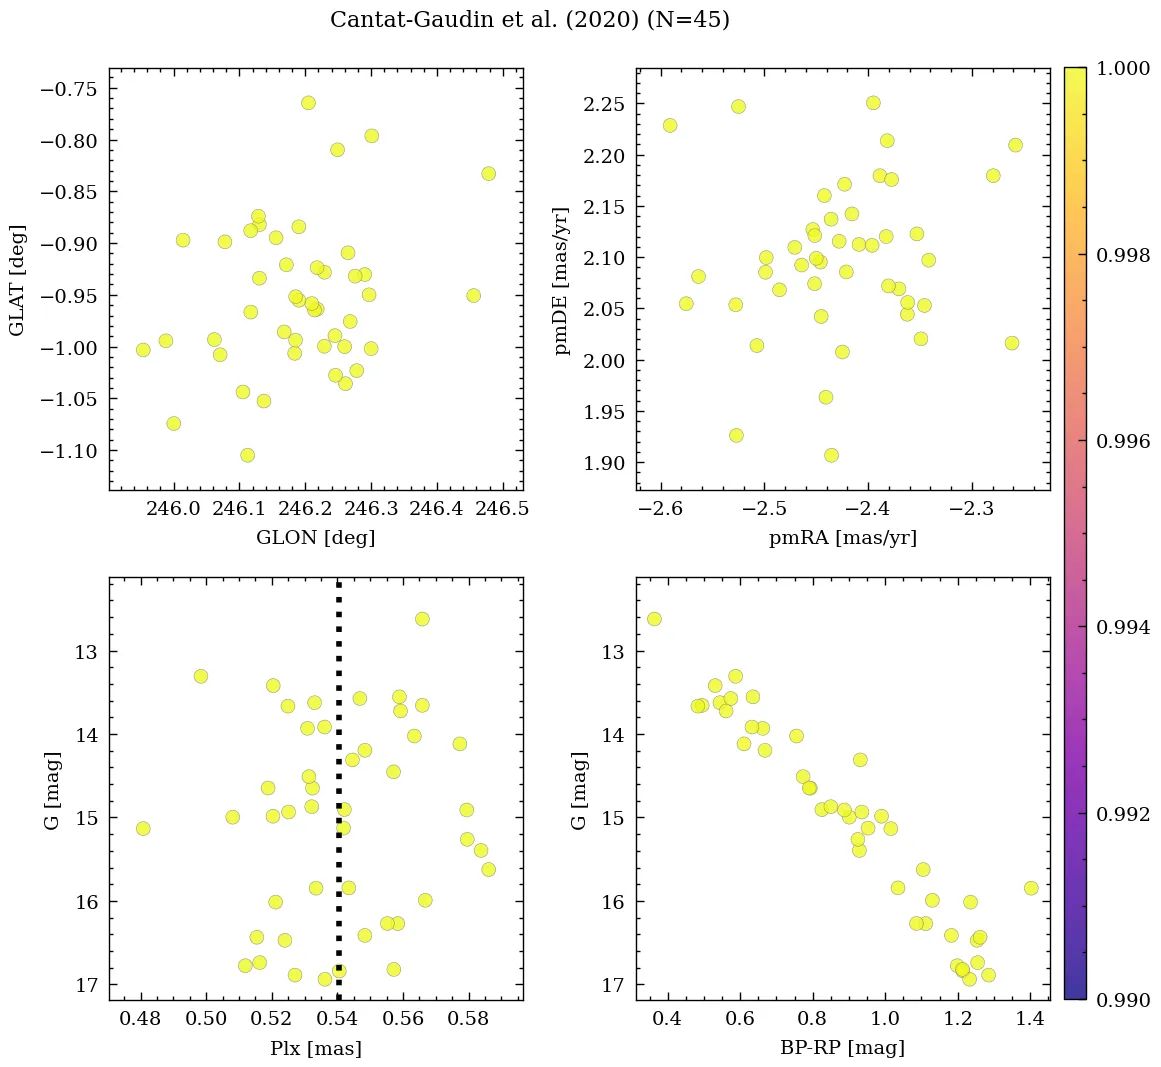 Cantat-Gaudin et al. (2020) (N=45)
−0.75
−0.80
−0.85
−0.90
−0.95
−1.00
−1.05
−1.10
GLAT [deg]
246.0 246.1 246.2 246.3 246.4 246.5
GLON [deg]
2.25
2.20
2.15
2.10
2.05
2.00
1.95
1.90
pmDE [mas/yr]
−2.6 −2.5 −2.4 −2.3
pmRA [mas/yr]
13
14
15
16
17
G [mag]
0.48 0.50 0.52 0.54 0.56 0.58
Plx [mas]
13
14
15
16
17
G [mag]
0.4 0.6 0.8 1.0 1.2 1.4
BP-RP [mag]
1.000
0.998
0.996
0.994
0.992
0.990